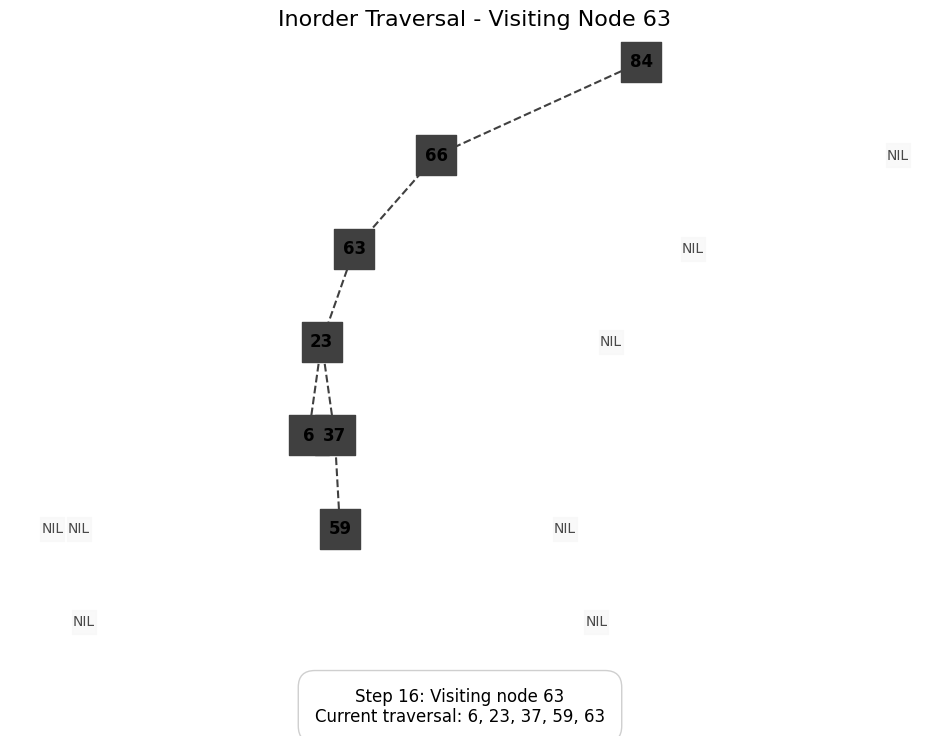 Inorder Traversal - Visiting Node 63
84
66
NIL
63
NIL
23
NIL
6 37
NIL NIL 59 NIL
NIL NIL
Step 16: Visiting node 63
Current traversal: 6, 23, 37, 59, 63